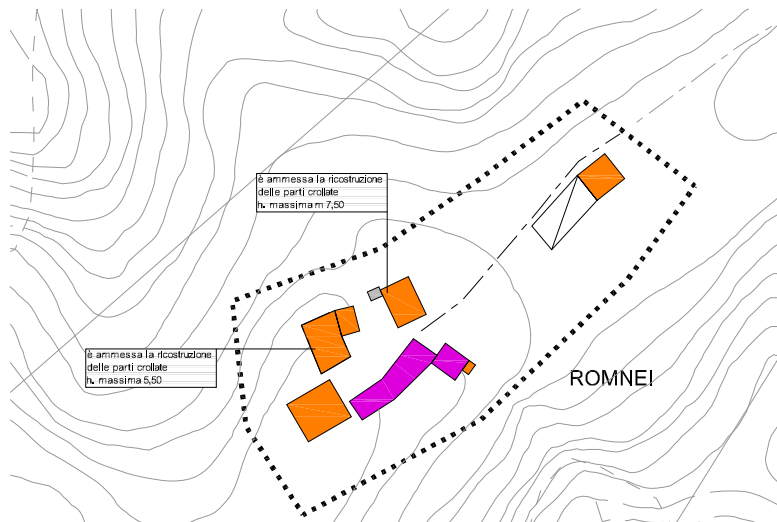 è ammessa la ricostruzione
delle parti crollate
h. massima m 7,50
è ammessa la ricostruzione
delle parti crollate
h. massima 5,50
ROMNEI